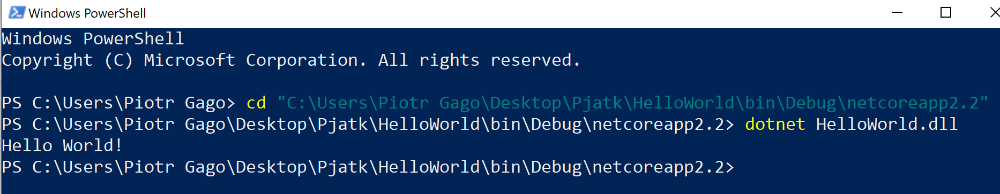 Windows PowerShell
Windows PowerShell
Copyright (C) Microsoft Corporation. All rights reserved.
PS C:\Users\Piotr Gago> cd "C:\Users\Piotr Gago\Desktop\Pjatk\HelloWorld\bin\Debug\netcoreapp2.2"
PS C:\Users\Piotr Gago\Desktop\Pjatk\HelloWorld\bin\Debug\netcoreapp2.2> dotnet HelloWorld.dll
Hello World!
PS C:\Users\Piotr Gago\Desktop\Pjatk\HelloWorld\bin\Debug\netcoreapp2.2>